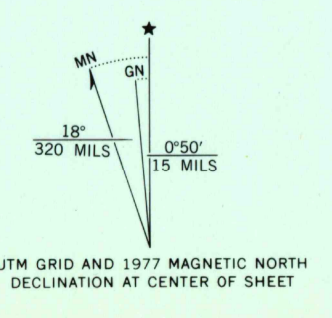 MN
GN
18°
320 MILS
0°50'
15 MILS
UTM GRID AND 1977 MAGNETIC NORTH
DECLINATION AT CENTER OF SHEET